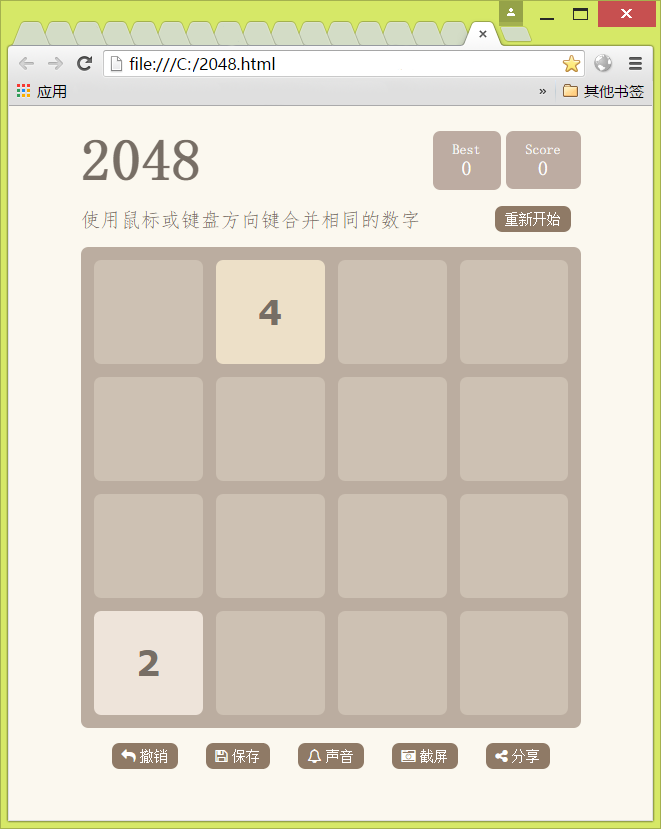 file:///C:/2048.html
应用
»
其他书签
2048
Best
0
Score
0
使用鼠标或键盘方向键合并相同的数字
重新开始
4
2
撤销
保存
声音
截屏
分享